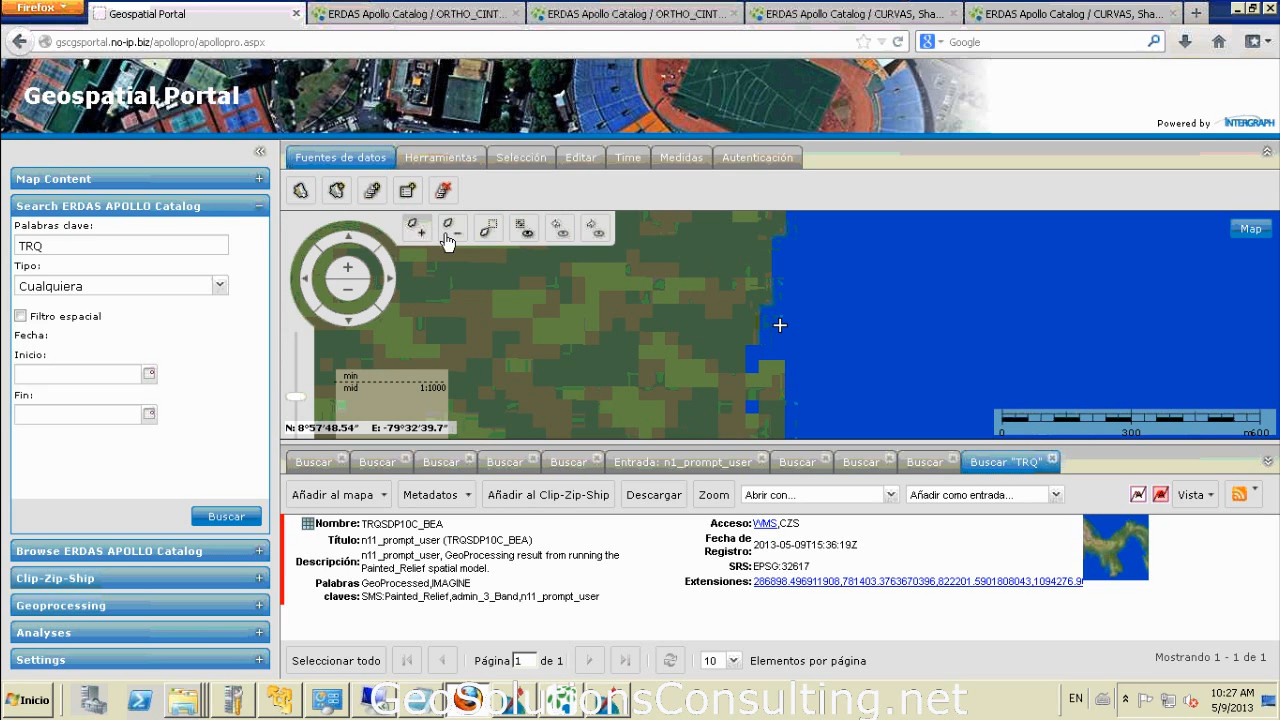 Firefox
Geospatial Portal
ERDAS Apollo Catalog / ORTHO_CINT...
ERDAS Apollo Catalog / ORTHO_CINT...
ERDAS Apollo Catalog / CURVAS, Sha...
ERDAS Apollo Catalog / CURVAS, Sha...
gscgsportal.no-ip.biz/apollopro/apollopro.aspx
Google
Geospatial Portal
Powered by INTERGRAPH
Map Content
Search ERDAS APOLLO Catalog
Palabras clave:
TRQ
Tipo:
Cualquiera
Filtro espacial
Fecha:
Inicio:
Fin:
Buscar
Browse ERDAS APOLLO Catalog
Clip-Zip-Ship
Geoprocessing
Analyses
Settings
Fuentes de datos
Herramientas
Selección
Editar
Time
Medidas
Autenticación
Map
min
mid 1:1000
N: 8°57'48.54" E: -79°32'39.7"
0 300 m600
Buscar
Buscar
Buscar
Buscar
Buscar
Entrada: n1_prompt_user
Buscar
Buscar
Buscar
Buscar "TRQ"
Añadir al mapa
Metadatos
Añadir al Clip-Zip-Ship
Descargar
Zoom
Abrir con...
Añadir como entrada...
Vista
Nombre: TRQSDP10C_BEA
Título: n11_prompt_user (TRQSDP10C_BEA)
Descripción: n11_prompt_user, GeoProcessing result from running the
Painted_Relief spatial model.
Palabras claves: GeoProcessed,IMAGINE
SMS:Painted_Relief,admin_3_Band,n11_prompt_user
Acceso: WMS,CZS
Fecha de Registro: 2013-05-09T15:36:19Z
SRS: EPSG:32617
Extensiones: 286898.496911908,781403.3763670396,822201.5901808043,1094276.9
Seleccionar todo
Página 1 de 1
10 Elementos por página
Mostrando 1 - 1 de 1
Inicio
GeoSolutionsConsulting.net
EN
10:27 AM
5/9/2013